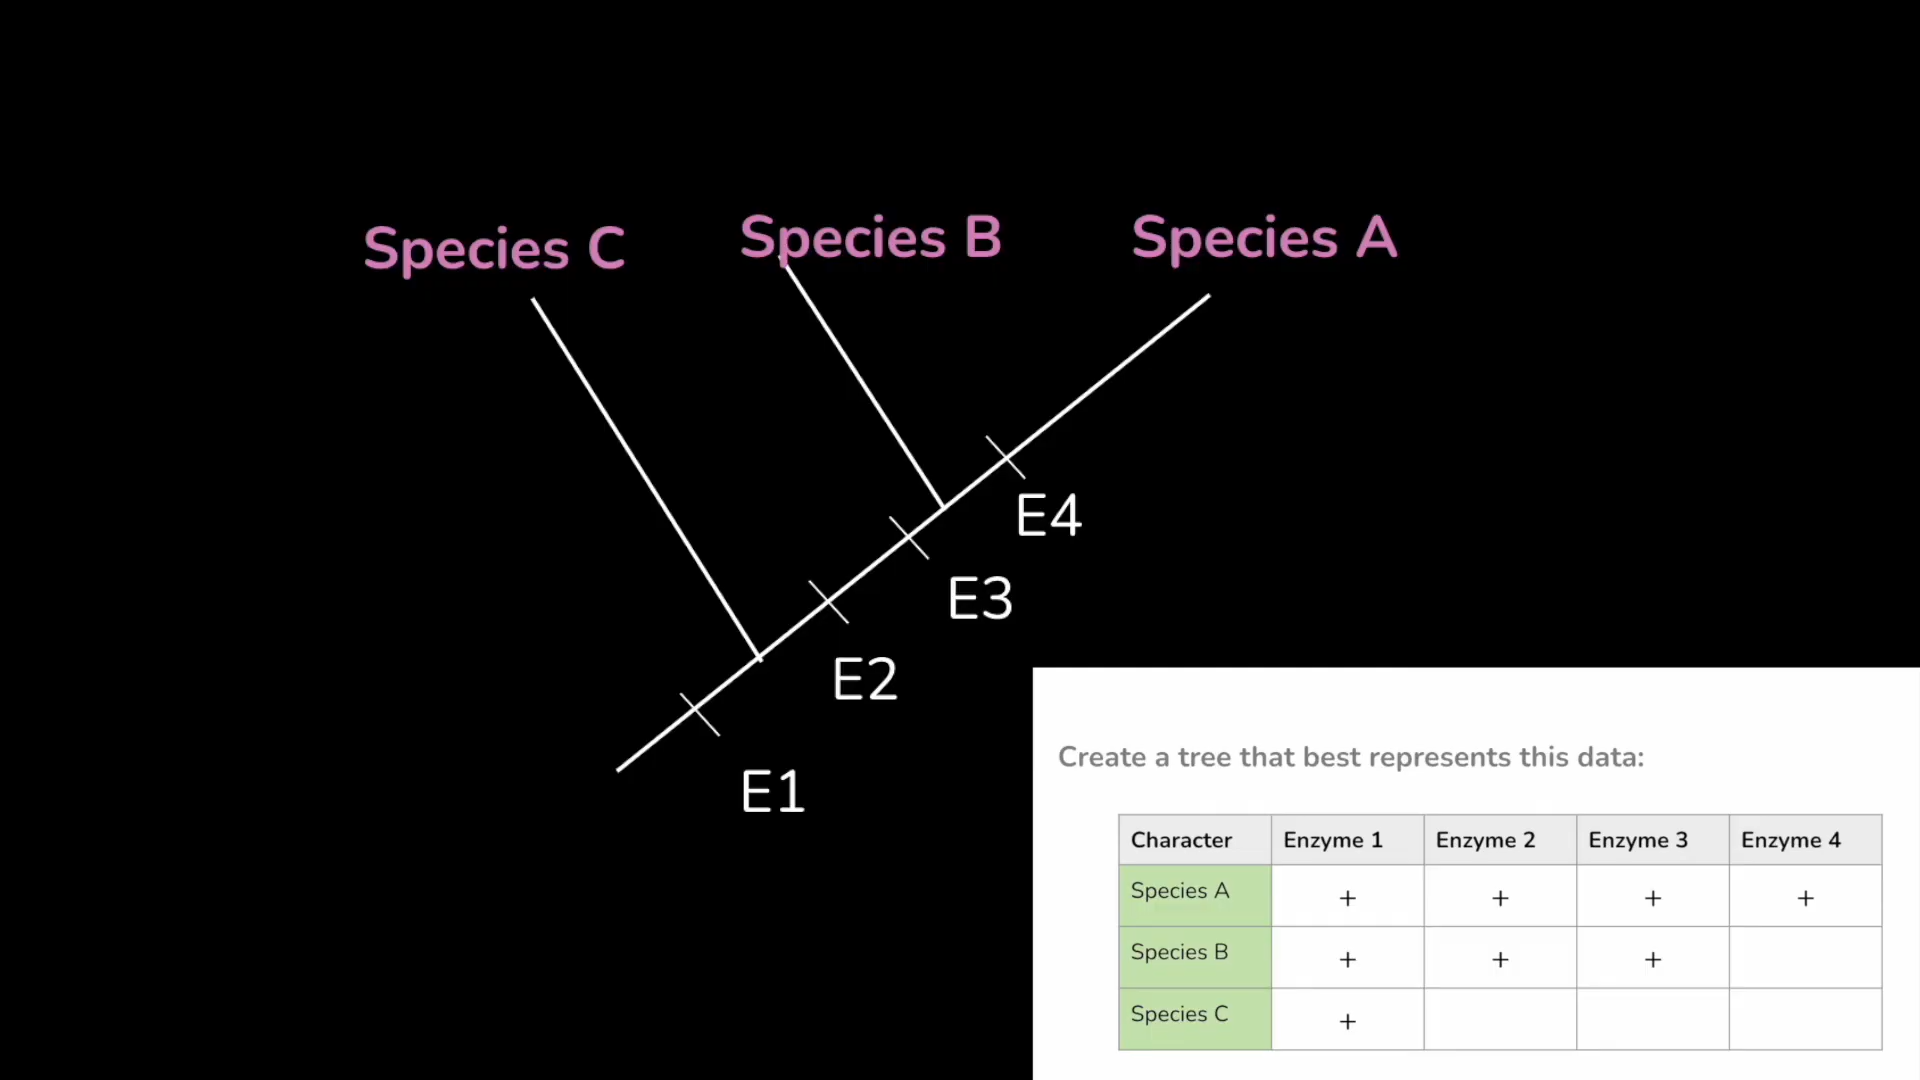 Species C Species B Species A
E4
E3
E2
E1
Create a tree that best represents this data:
Character Enzyme 1 Enzyme 2 Enzyme 3 Enzyme 4
Species A + + + +
Species B + + +
Species C +